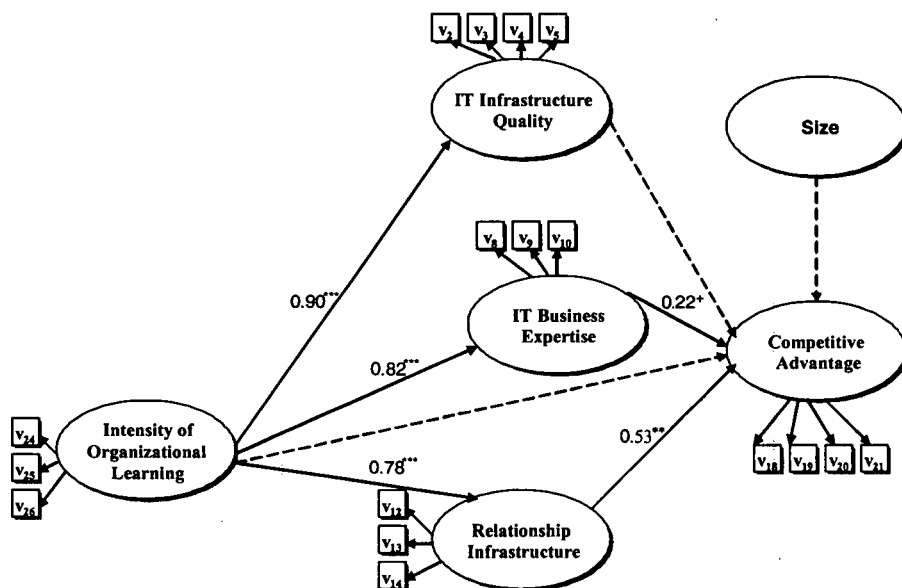 v2 v3 v4 v5
IT Infrastructure
Quality
Size
v8 v9 v10
0.90***
IT Business
Expertise
0.22+
Competitive
Advantage
0.82***
v24
v25
v26
Intensity of
Organizational
Learning
0.53**
v18 v19 v20 v21
0.78***
v12
v13
v14
Relationship
Infrastructure